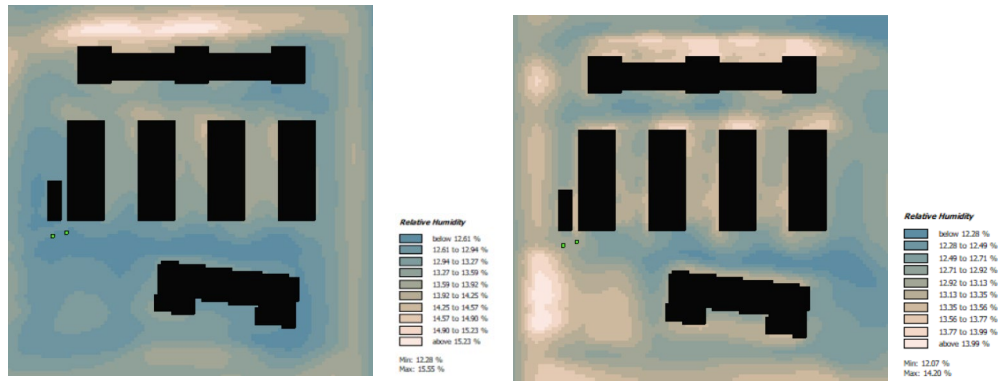 Relative Humidity
below 12.61 %
12.61 to 12.94 %
12.94 to 13.27 %
13.27 to 13.59 %
13.59 to 13.92 %
13.92 to 14.25 %
14.25 to 14.57 %
14.57 to 14.90 %
14.90 to 15.23 %
above 15.23 %
Min: 12.28 %
Max: 15.55 %
Relative Humidity
below 12.28 %
12.28 to 12.49 %
12.49 to 12.71 %
12.71 to 12.92 %
12.92 to 13.13 %
13.13 to 13.35 %
13.35 to 13.56 %
13.56 to 13.77 %
13.77 to 13.99 %
above 13.99 %
Min: 12.07 %
Max: 14.20 %